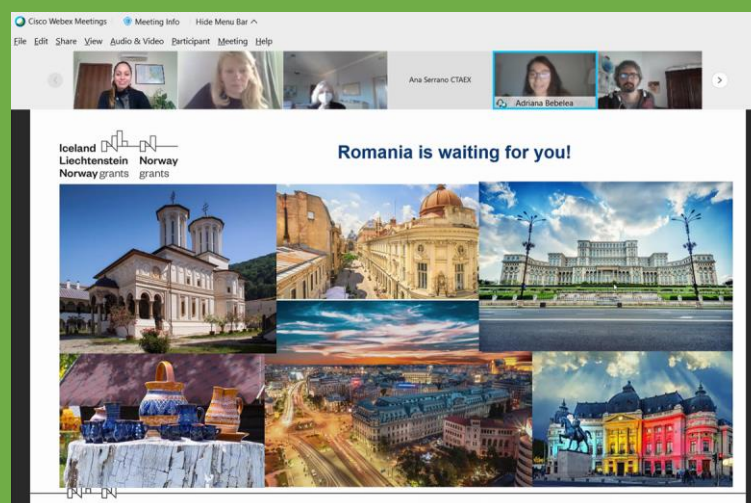 Cisco Webex Meetings Meeting Info Hide Menu Bar
File Edit Share View Audio & Video Participant Meeting Help
Ana Serrano CTAEX
Adriana Bebelea
Iceland
Liechtenstein Norway
Norway grants grants
Romania is waiting for you!